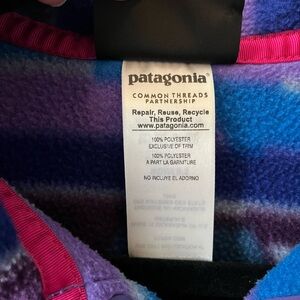 patagonia®
COMMON THREADS
PARTNERSHIP
Repair, Reuse, Recycle
This Product
www.patagonia.com
100% POLYESTER
EXCLUSIVE OF TRIM
100% POLYESTER
A PART LA GARNITURE
NO INCLUYE EL ADORNO